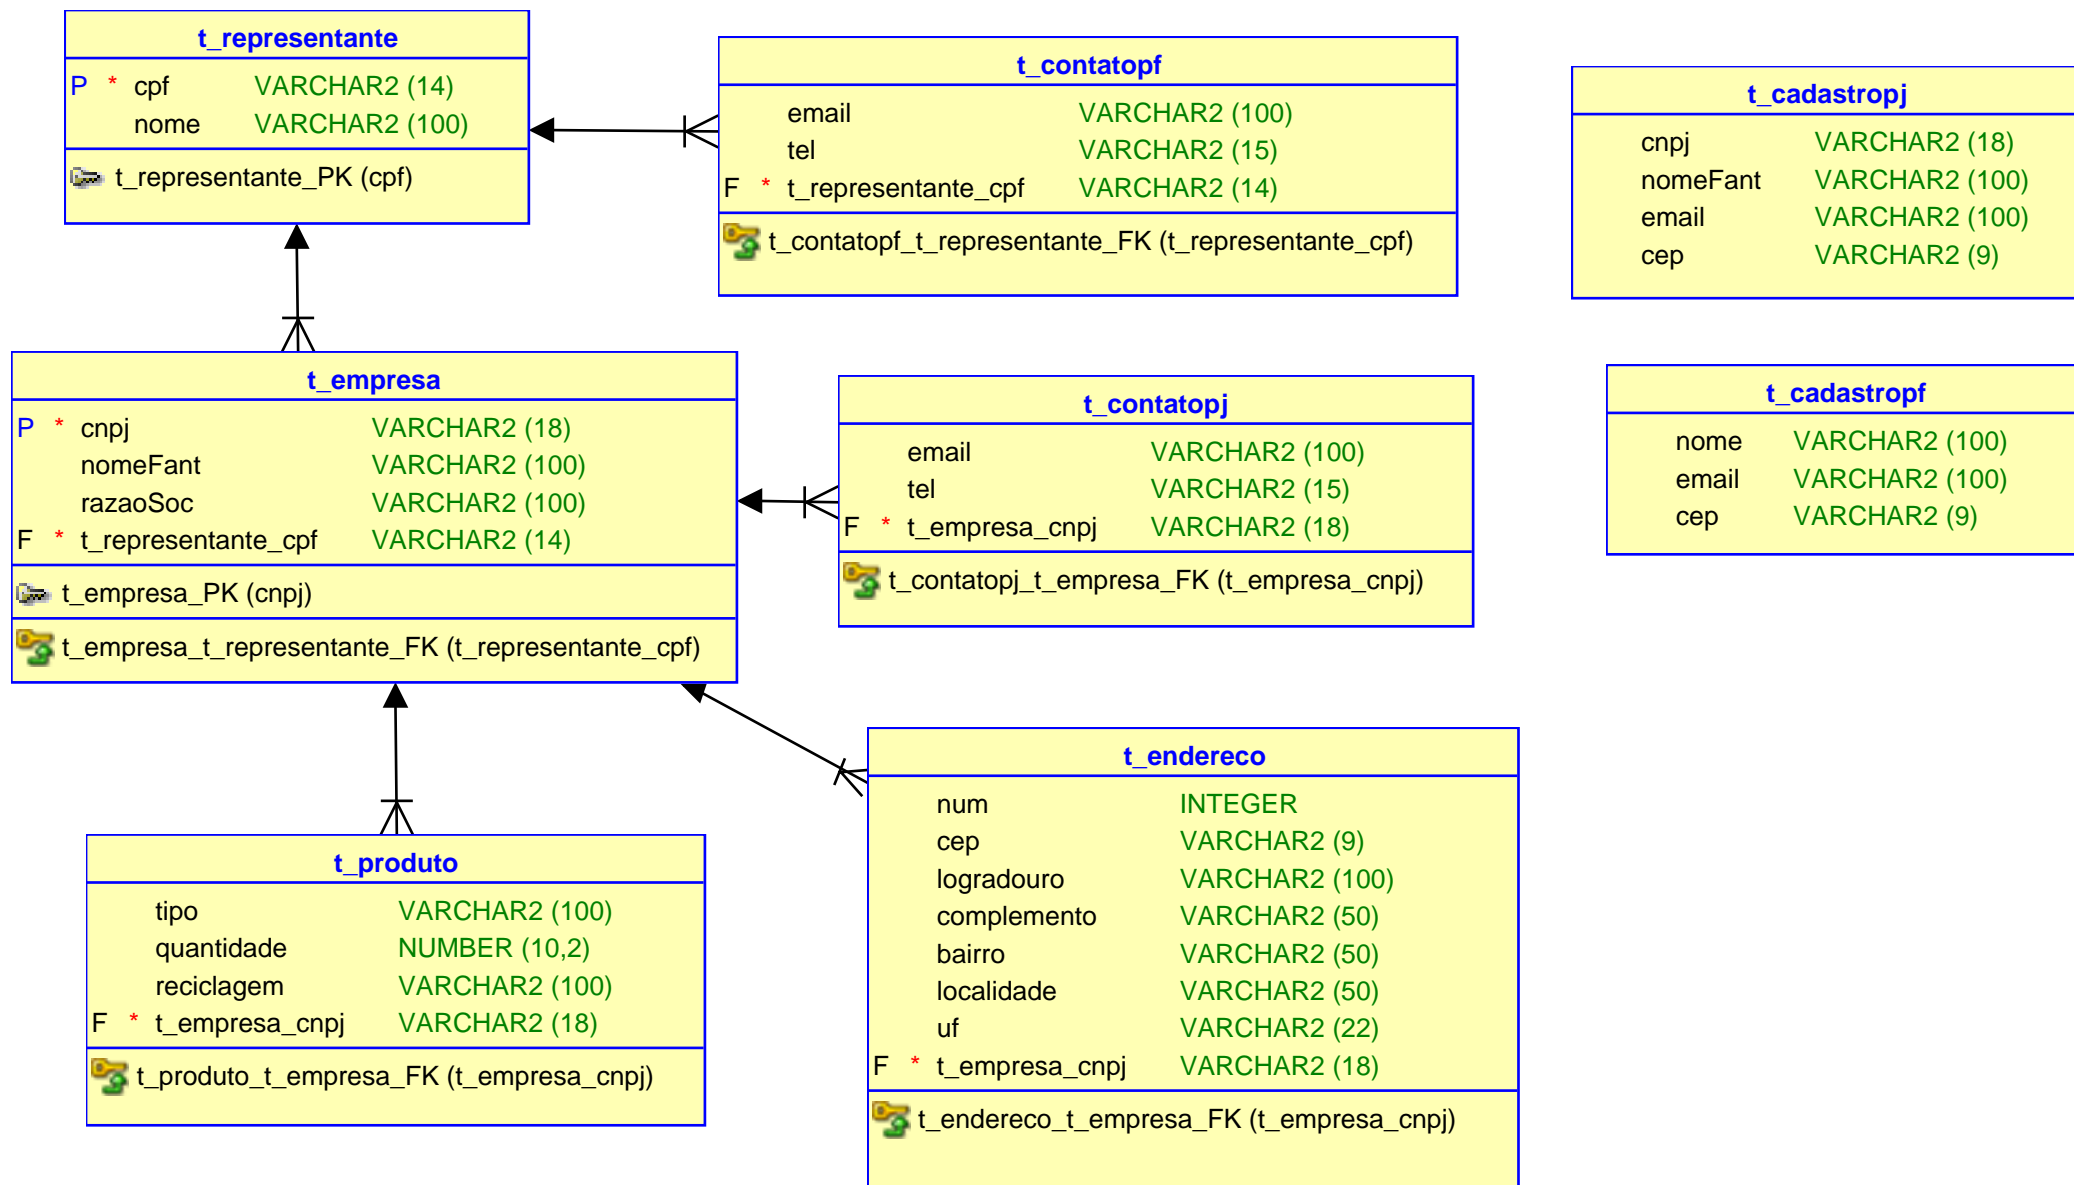 t_representante
P * cpf VARCHAR2 (14)
nome VARCHAR2 (100)
t_representante_PK (cpf)
t_contatopf
email VARCHAR2 (100)
tel VARCHAR2 (15)
F * t_representante_cpf VARCHAR2 (14)
t_contatopf_t_representante_FK (t_representante_cpf)
t_cadastropj
cnpj VARCHAR2 (18)
nomeFant VARCHAR2 (100)
email VARCHAR2 (100)
cep VARCHAR2 (9)
t_empresa
P * cnpj VARCHAR2 (18)
nomeFant VARCHAR2 (100)
razaoSoc VARCHAR2 (100)
F * t_representante_cpf VARCHAR2 (14)
t_empresa_PK (cnpj)
t_empresa_t_representante_FK (t_representante_cpf)
t_contatopj
email VARCHAR2 (100)
tel VARCHAR2 (15)
F * t_empresa_cnpj VARCHAR2 (18)
t_contatopj_t_empresa_FK (t_empresa_cnpj)
t_cadastropf
nome VARCHAR2 (100)
email VARCHAR2 (100)
cep VARCHAR2 (9)
t_produto
tipo VARCHAR2 (100)
quantidade NUMBER (10,2)
reciclagem VARCHAR2 (100)
F * t_empresa_cnpj VARCHAR2 (18)
t_produto_t_empresa_FK (t_empresa_cnpj)
t_endereco
num INTEGER
cep VARCHAR2 (9)
logradouro VARCHAR2 (100)
complemento VARCHAR2 (50)
bairro VARCHAR2 (50)
localidade VARCHAR2 (50)
uf VARCHAR2 (22)
F * t_empresa_cnpj VARCHAR2 (18)
t_endereco_t_empresa_FK (t_empresa_cnpj)